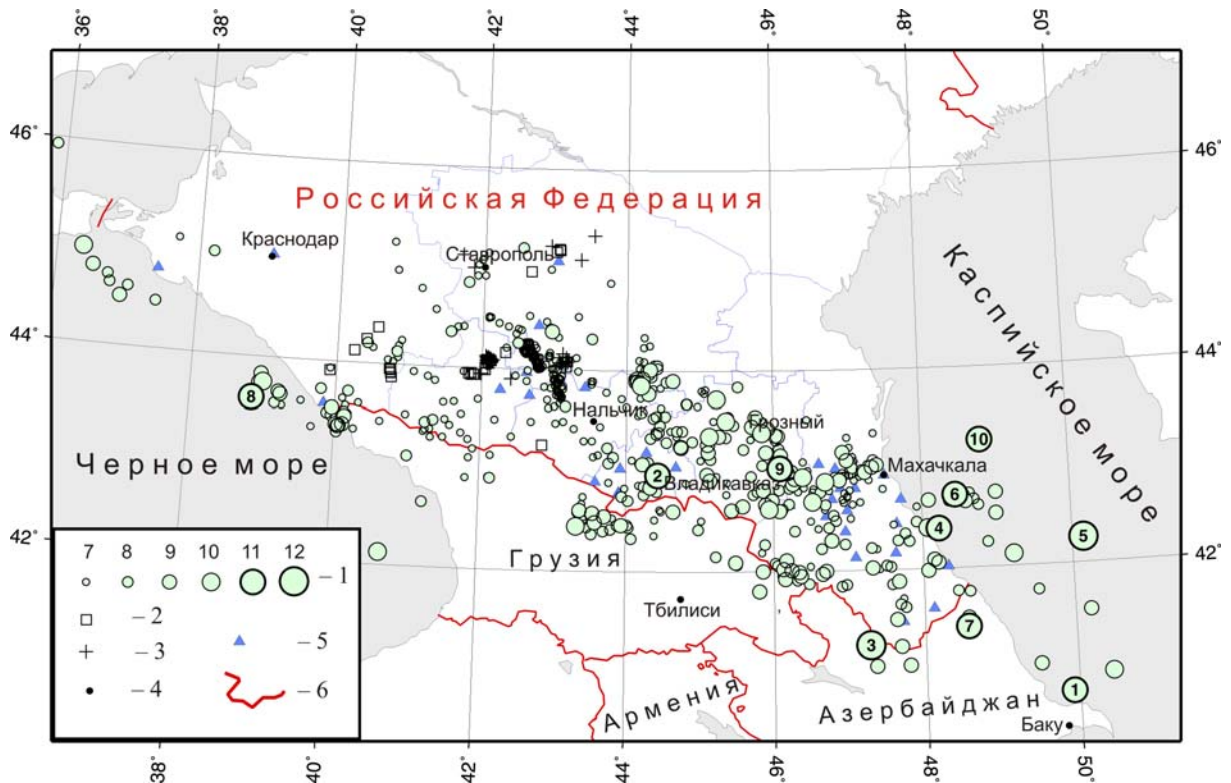 36˚ 38˚ 40˚ 42˚ 44˚ 46˚ 48˚ 50˚
46˚ 46˚
Российская Федерация
Краснодар
Ставрополь
Каспийское море
44˚ 44˚
8
Нальчик
Грозный
10
Черное море
2
9
Махачкала
Владикавказ
6
4
5
42˚ 42˚
7 8 9 10 11 12
– 1
Грузия
– 2
– 5
Тбилиси
7
– 3
3
– 4
– 6
1
Армения
Азербайджан
Баку
38˚ 40˚ 42˚ 44˚ 46˚ 48˚ 50˚